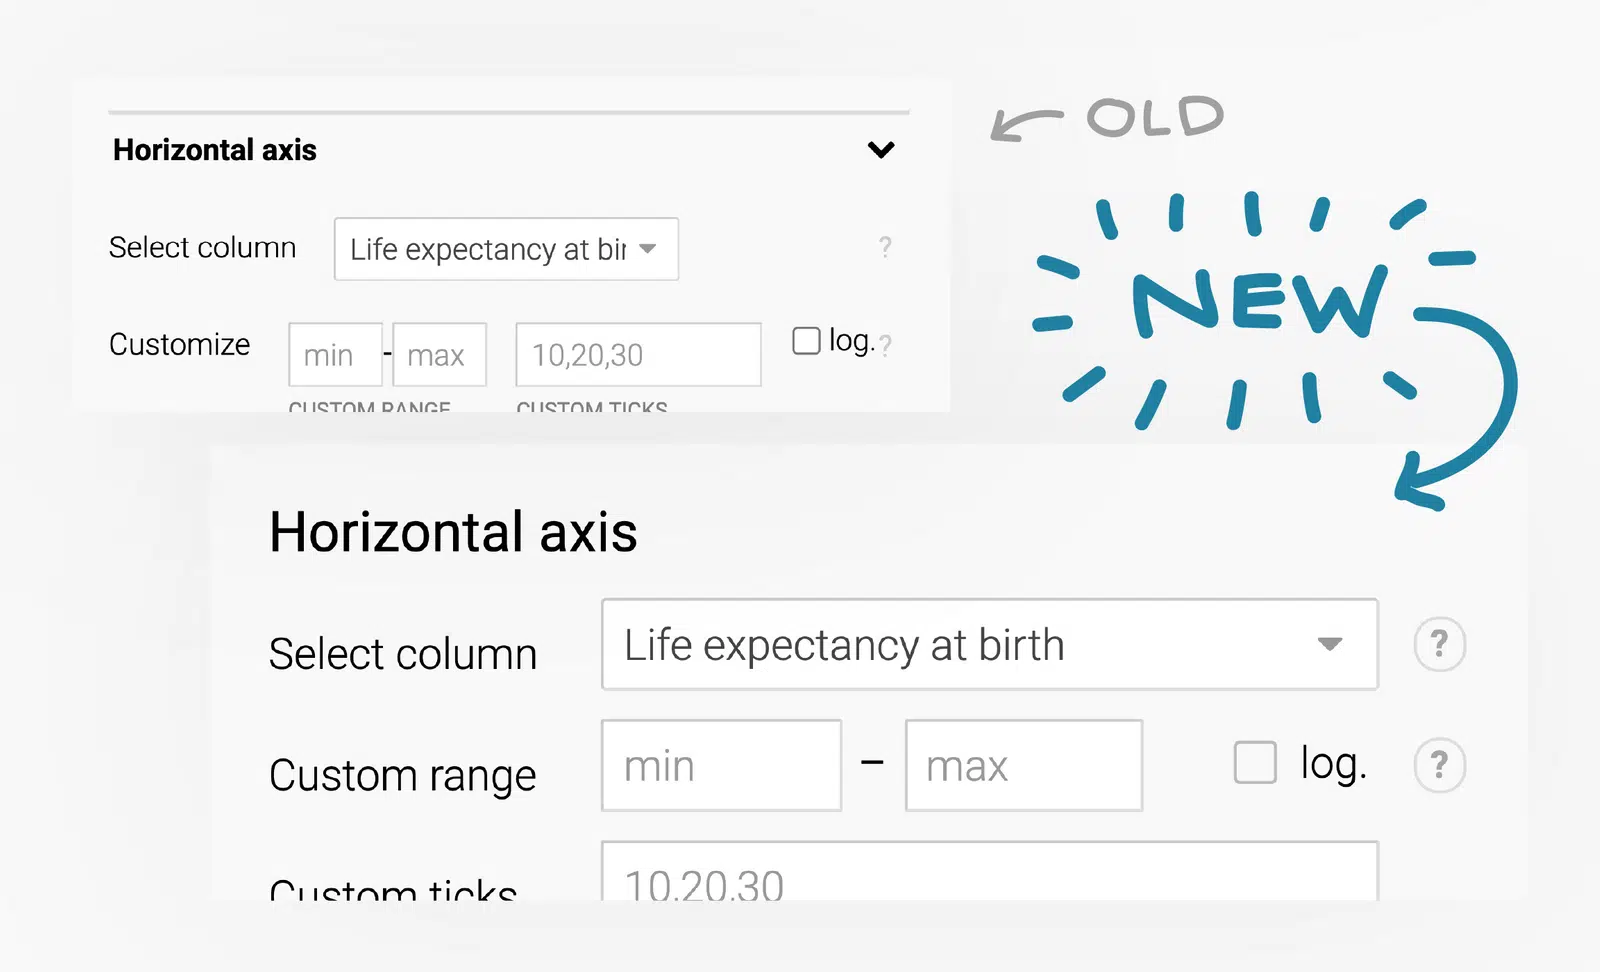 OLD
Horizontal axis
Select column Life expectancy at bir ?
Customize min - max 10,20,30 log. ?
CUSTOM RANGE CUSTOM TICKS
NEW
Horizontal axis
Select column Life expectancy at birth ?
Custom range min – max log. ?
Custom ticks 10,20,30